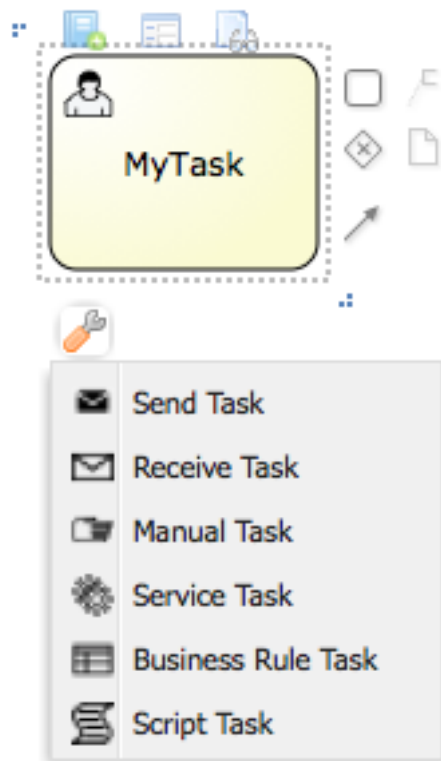 MyTask
Send Task
Receive Task
Manual Task
Service Task
Business Rule Task
Script Task